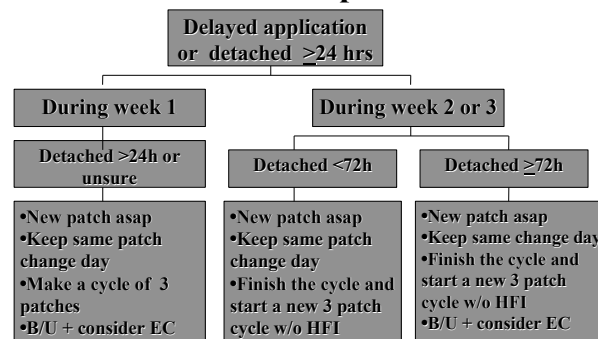 Delayed application
or detached ≥24 hrs
During week 1
During week 2 or 3
Detached >24h or
unsure
Detached <72h
Detached ≥72h
•New patch asap
•Keep same patch
change day
•Make a cycle of 3
patches
•B/U + consider EC
•New patch asap
•Keep same patch
change day
•Finish the cycle and
start a new 3 patch
cycle w/o HFI
•New patch asap
•Keep same change day
•Finish the cycle and
start a new 3 patch
cycle w/o HFI
•B/U + consider EC